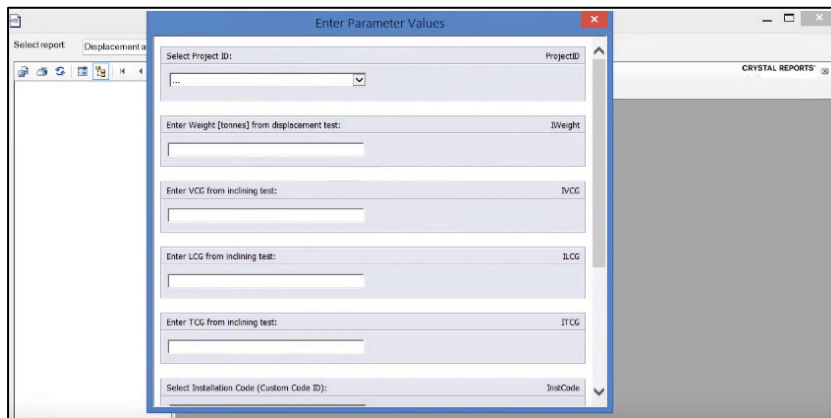 Enter Parameter Values
Select report: Displacement a
CRYSTAL REPORTS
Select Project ID: ProjectID
...
Enter Weight [tonnes] from displacement test: IWeight
Enter VCG from inclining test: IVCG
Enter LCG from inclining test: ILCG
Enter TCG from inclining test: ITCG
Select Installation Code (Custom Code ID): InstCode